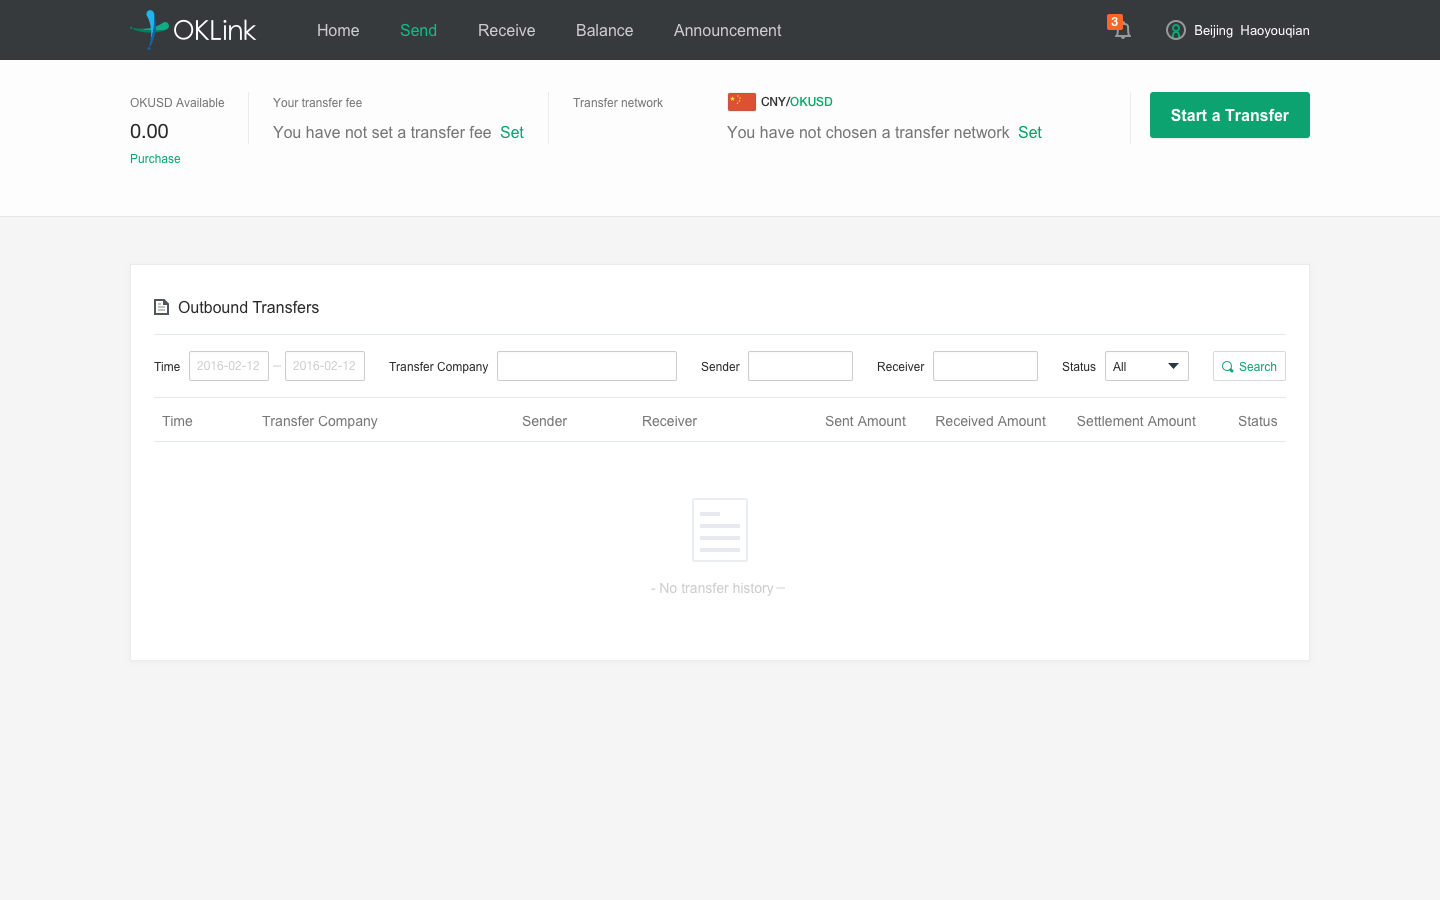 OKLink Home Send Receive Balance Announcement 3 Beijing Haoyouqian
OKUSD Available Your transfer fee Transfer network CNY/OKUSD
0.00 You have not set a transfer fee Set You have not chosen a transfer network Set Start a Transfer
Purchase
Outbound Transfers
Time 2016-02-12 – 2016-02-12 Transfer Company Sender Receiver Status All Search
Time Transfer Company Sender Receiver Sent Amount Received Amount Settlement Amount Status
- No transfer history –